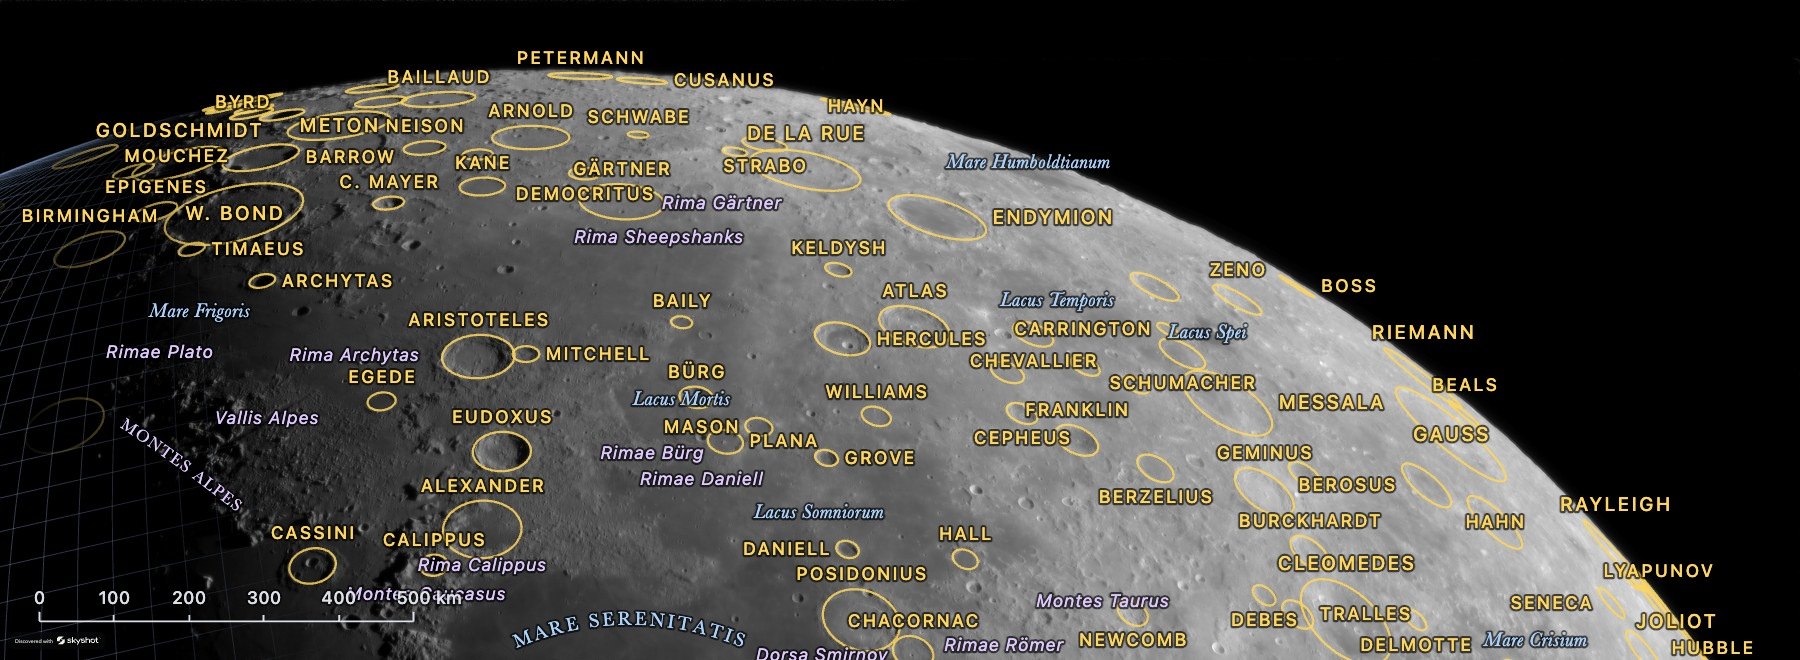 PETERMANN
BAILLAUD
CUSANUS
BYRD
HAYN
ARNOLD
SCHWABE
GOLDSCHMIDT
METON
NEISON
DE LA RUE
MOUCHEZ
BARROW
KANE
GÄRTNER
STRABO
Mare Humboldtianum
EPIGENES
C. MAYER
DEMOCRITUS
Rima Gärtner
BIRMINGHAM
W. BOND
ENDYMION
Rima Sheepshanks
TIMAEUS
KELDYSH
ARCHYTAS
ZENO
BOSS
Mare Frigoris
BAILY
ATLAS
Lacus Temporis
ARISTOTELES
HERCULES
CARRINGTON
Lacus Spei
RIEMANN
Rimae Plato
Rima Archytas
MITCHELL
CHEVALLIER
EGEDE
BÜRG
SCHUMACHER
BEALS
WILLIAMS
Lacus Mortis
MESSALA
Vallis Alpes
EUDOXUS
FRANKLIN
MASON
PLANA
CEPHEUS
GAUSS
MONTES ALPES
Rimae Bürg
GROVE
GEMINUS
Rimae Daniell
ALEXANDER
BERZELIUS
BEROSUS
Lacus Somniorum
RAYLEIGH
BURCKHARDT
HAHN
CASSINI
CALIPPUS
HALL
DANIELL
Rima Calippus
POSIDONIUS
CLEOMEDES
LYAPUNOV
0 100 200 300 400 500 km
Montes Caucasus
Montes Taurus
SENECA
MARE SERENITATIS
CHACORNAC
DEBES
TRALLES
JOLIOT
Discovered with skyshot
Dorsa Smirnov
Rimae Römer
NEWCOMB
DELMOTTE
Mare Crisium
HUBBLE